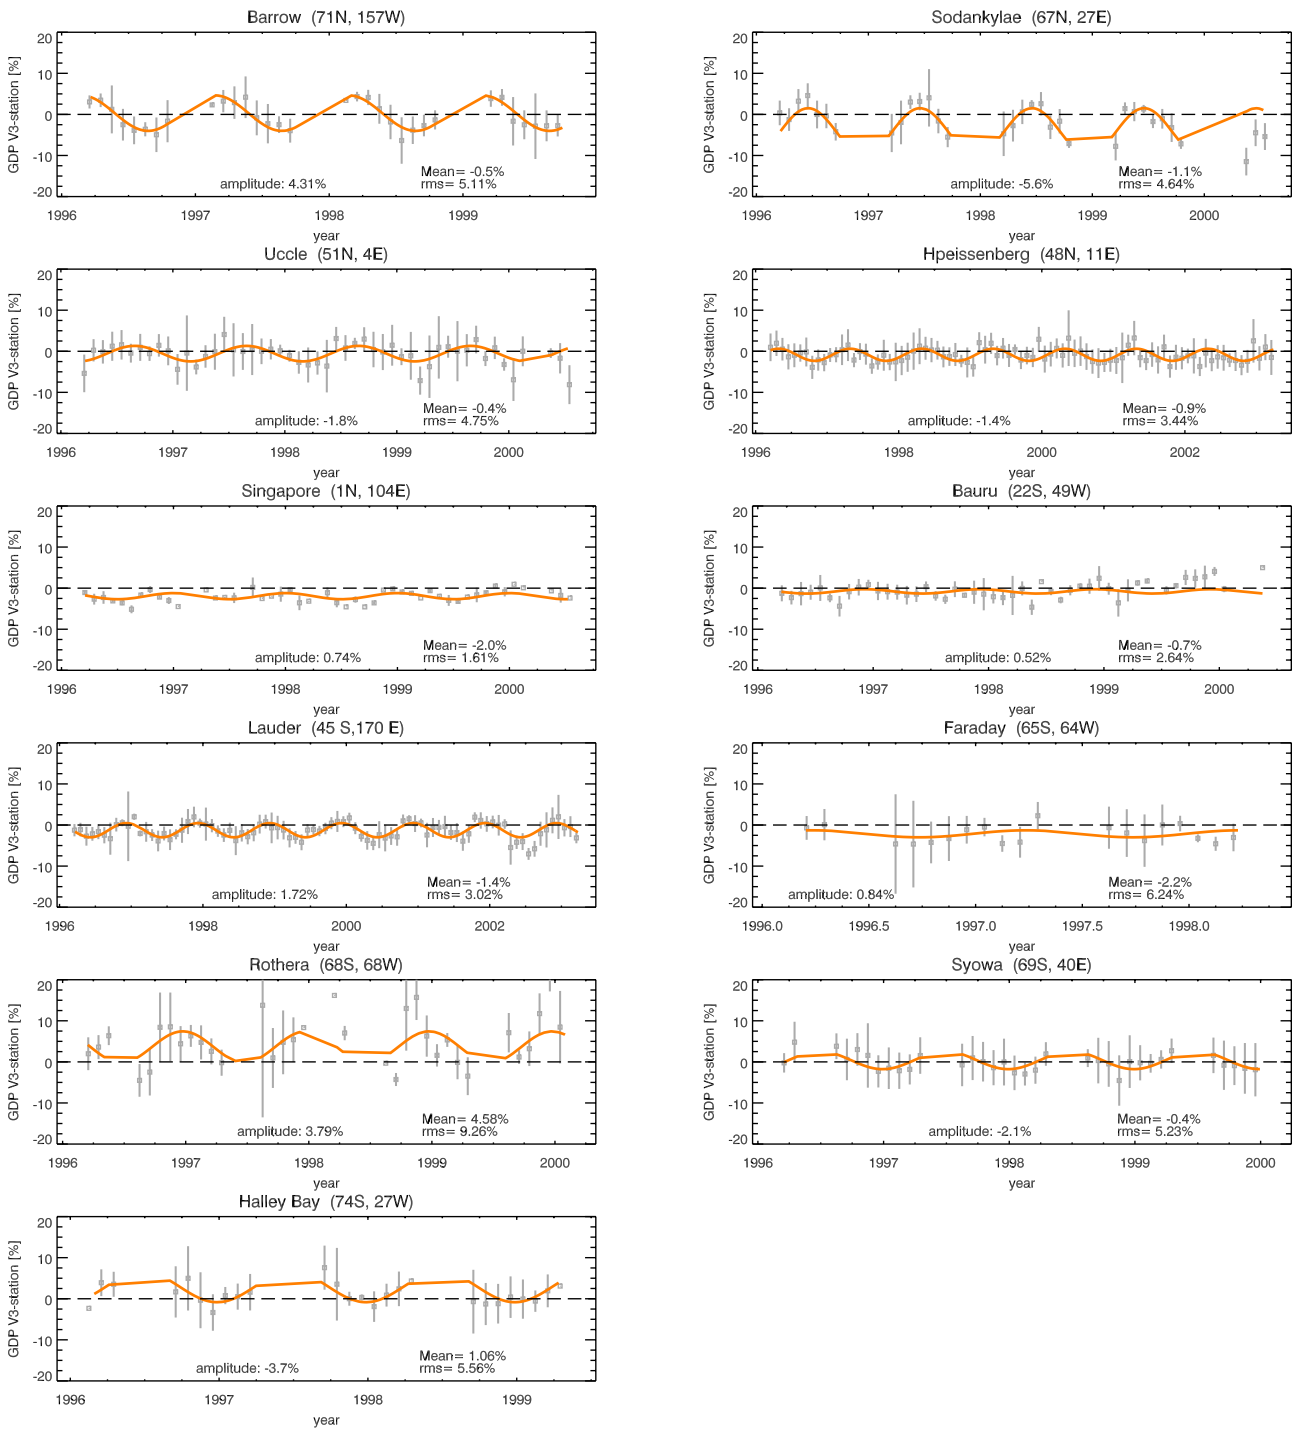 Barrow (71N, 157W)
GDP V3-station [%]
20
10
0
-10
-20
amplitude: 4.31%
Mean= -0.5%
rms= 5.11%
1996 1997 1998 1999
year
Sodankylae (67N, 27E)
GDP V3-station [%]
20
10
0
-10
-20
amplitude: -5.6%
Mean= -1.1%
rms= 4.64%
1996 1997 1998 1999 2000
year
Uccle (51N, 4E)
GDP V3-station [%]
20
10
0
-10
-20
amplitude: -1.8%
Mean= -0.4%
rms= 4.75%
1996 1997 1998 1999 2000
year
Hpeissenberg (48N, 11E)
GDP V3-station [%]
20
10
0
-10
-20
amplitude: -1.4%
Mean= -0.9%
rms= 3.44%
1996 1998 2000 2002
year
Singapore (1N, 104E)
GDP V3-station [%]
20
10
0
-10
-20
amplitude: 0.74%
Mean= -2.0%
rms= 1.61%
1996 1997 1998 1999 2000
year
Bauru (22S, 49W)
GDP V3-station [%]
20
10
0
-10
-20
amplitude: 0.52%
Mean= -0.7%
rms= 2.64%
1996 1997 1998 1999 2000
year
Lauder (45 S,170 E)
GDP V3-station [%]
20
10
0
-10
-20
amplitude: 1.72%
Mean= -1.4%
rms= 3.02%
1996 1998 2000 2002
year
Faraday (65S, 64W)
GDP V3-station [%]
20
10
0
-10
-20
amplitude: 0.84%
Mean= -2.2%
rms= 6.24%
1996.0 1996.5 1997.0 1997.5 1998.0
year
Rothera (68S, 68W)
GDP V3-station [%]
20
10
0
-10
-20
amplitude: 3.79%
Mean= 4.58%
rms= 9.26%
1996 1997 1998 1999 2000
year
Syowa (69S, 40E)
GDP V3-station [%]
20
10
0
-10
-20
amplitude: -2.1%
Mean= -0.4%
rms= 5.23%
1996 1997 1998 1999 2000
year
Halley Bay (74S, 27W)
GDP V3-station [%]
20
10
0
-10
-20
amplitude: -3.7%
Mean= 1.06%
rms= 5.56%
1996 1997 1998 1999
year